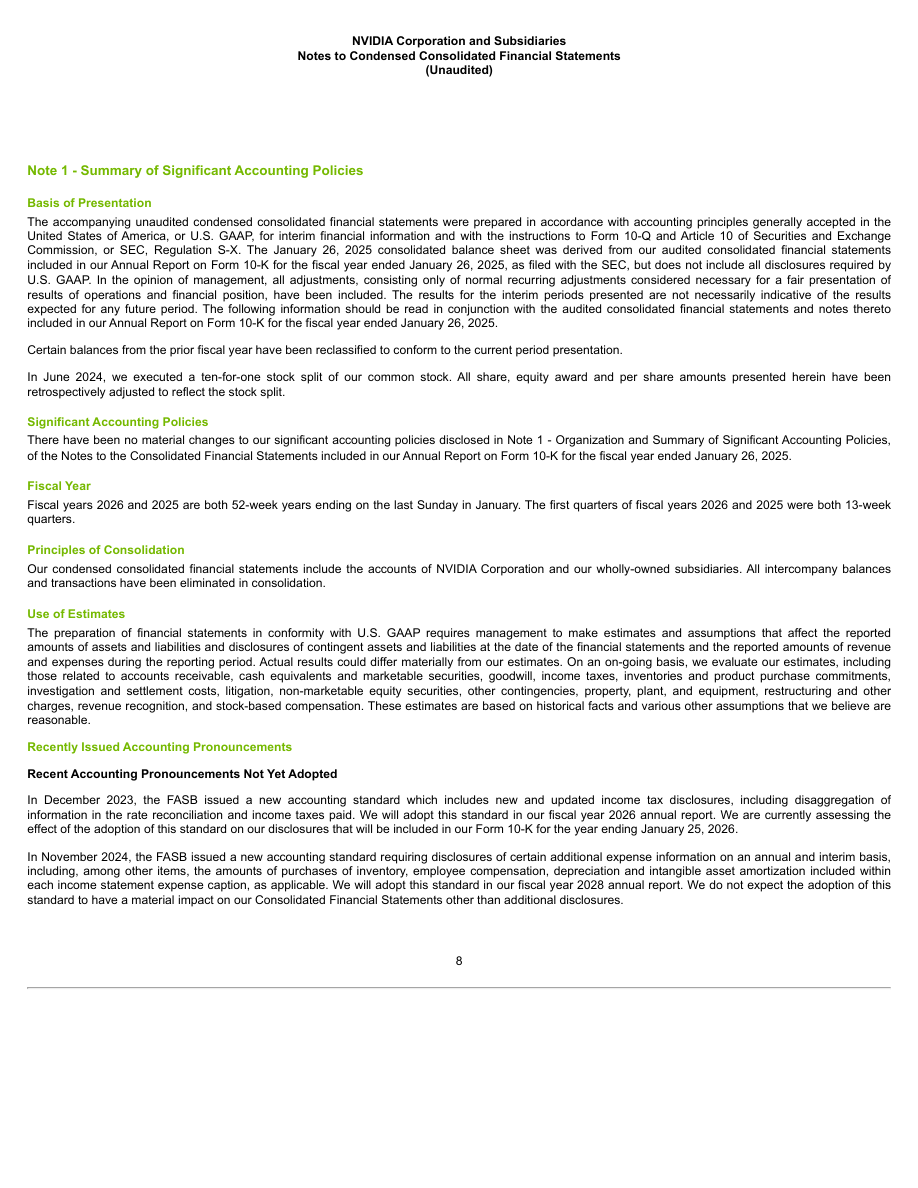 NVIDIA Corporation and Subsidiaries
Notes to Condensed Consolidated Financial Statements
(Unaudited)
Note 1 - Summary of Significant Accounting Policies
Basis of Presentation
The accompanying unaudited condensed consolidated financial statements were prepared in accordance with accounting principles generally accepted in the
United States of America, or U.S. GAAP, for interim financial information and with the instructions to Form 10-Q and Article 10 of Securities and Exchange
Commission, or SEC, Regulation S-X. The January 26, 2025 consolidated balance sheet was derived from our audited consolidated financial statements
included in our Annual Report on Form 10-K for the fiscal year ended January 26, 2025, as filed with the SEC, but does not include all disclosures required by
U.S. GAAP. In the opinion of management, all adjustments, consisting only of normal recurring adjustments considered necessary for a fair presentation of
results of operations and financial position, have been included. The results for the interim periods presented are not necessarily indicative of the results
expected for any future period. The following information should be read in conjunction with the audited consolidated financial statements and notes thereto
included in our Annual Report on Form 10-K for the fiscal year ended January 26, 2025.
Certain balances from the prior fiscal year have been reclassified to conform to the current period presentation.
In June 2024, we executed a ten-for-one stock split of our common stock. All share, equity award and per share amounts presented herein have been
retrospectively adjusted to reflect the stock split.
Significant Accounting Policies
There have been no material changes to our significant accounting policies disclosed in Note 1 - Organization and Summary of Significant Accounting Policies,
of the Notes to the Consolidated Financial Statements included in our Annual Report on Form 10-K for the fiscal year ended January 26, 2025.
Fiscal Year
Fiscal years 2026 and 2025 are both 52-week years ending on the last Sunday in January. The first quarters of fiscal years 2026 and 2025 were both 13-week
quarters.
Principles of Consolidation
Our condensed consolidated financial statements include the accounts of NVIDIA Corporation and our wholly-owned subsidiaries. All intercompany balances
and transactions have been eliminated in consolidation.
Use of Estimates
The preparation of financial statements in conformity with U.S. GAAP requires management to make estimates and assumptions that affect the reported
amounts of assets and liabilities and disclosures of contingent assets and liabilities at the date of the financial statements and the reported amounts of revenue
and expenses during the reporting period. Actual results could differ materially from our estimates. On an on-going basis, we evaluate our estimates, including
those related to accounts receivable, cash equivalents and marketable securities, goodwill, income taxes, inventories and product purchase commitments,
investigation and settlement costs, litigation, non-marketable equity securities, other contingencies, property, plant, and equipment, restructuring and other
charges, revenue recognition, and stock-based compensation. These estimates are based on historical facts and various other assumptions that we believe are
reasonable.
Recently Issued Accounting Pronouncements
Recent Accounting Pronouncements Not Yet Adopted
In December 2023, the FASB issued a new accounting standard which includes new and updated income tax disclosures, including disaggregation of
information in the rate reconciliation and income taxes paid. We will adopt this standard in our fiscal year 2026 annual report. We are currently assessing the
effect of the adoption of this standard on our disclosures that will be included in our Form 10-K for the year ending January 25, 2026.
In November 2024, the FASB issued a new accounting standard requiring disclosures of certain additional expense information on an annual and interim basis,
including, among other items, the amounts of purchases of inventory, employee compensation, depreciation and intangible asset amortization included within
each income statement expense caption, as applicable. We will adopt this standard in our fiscal year 2028 annual report. We do not expect the adoption of this
standard to have a material impact on our Consolidated Financial Statements other than additional disclosures.
8